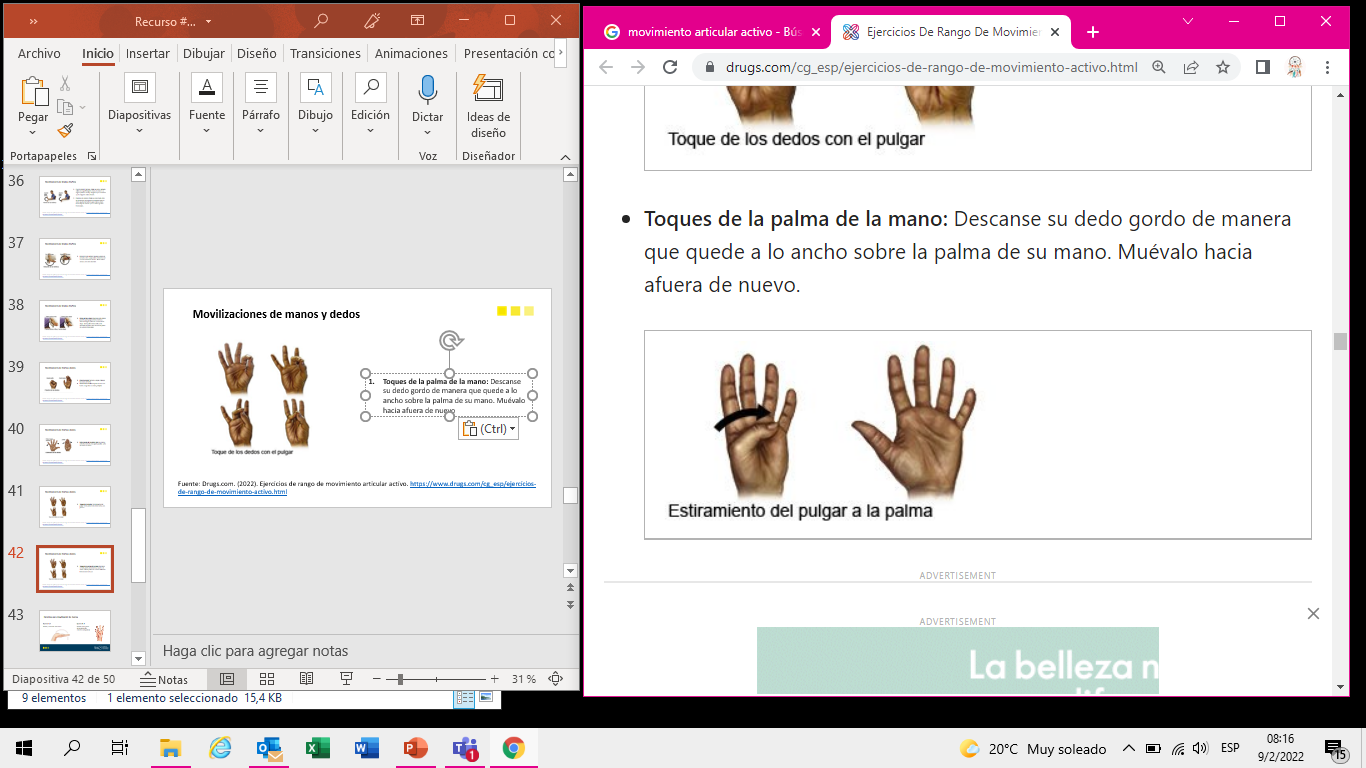 Recurso #...
Archivo Inicio Insertar Dibujar Diseño Transiciones Animaciones Presentación co
Pegar
Diapositivas
Fuente
Párrafo
Dibujo
Edición
Dictar
Ideas de
diseño
Portapapeles
Voz
Diseñador
36
37
38
39
40
41
42
43
Movilizaciones de manos y dedos
1. Toques de la palma de la mano: Descanse
su dedo gordo de manera que quede a lo
ancho sobre la palma de su mano. Muévalo
hacia afuera de nuevo
(Ctrl)
Toque de los dedos con el pulgar
Fuente: Drugs.com. (2022). Ejercicios de rango de movimiento articular activo. https://www.drugs.com/cg_esp/ejercicios-
de-rango-de-movimiento-activo.html
Haga clic para agregar notas
Diapositiva 42 de 50
Notas
31 %
9 elementos
1 elemento seleccionado 15,4 KB
movimiento articular activo - Bús
Ejercicios De Rango De Movimier
drugs.com/cg_esp/ejercicios-de-rango-de-movimiento-activo.html
Toque de los dedos con el pulgar
• Toques de la palma de la mano: Descanse su dedo gordo de manera
que quede a lo ancho sobre la palma de su mano. Muévalo hacia
afuera de nuevo.
Estiramiento del pulgar a la palma
ADVERTISEMENT
ADVERTISEMENT
La belleza n
1
20°C Muy soleado
ESP
08:16
9/2/2022
15